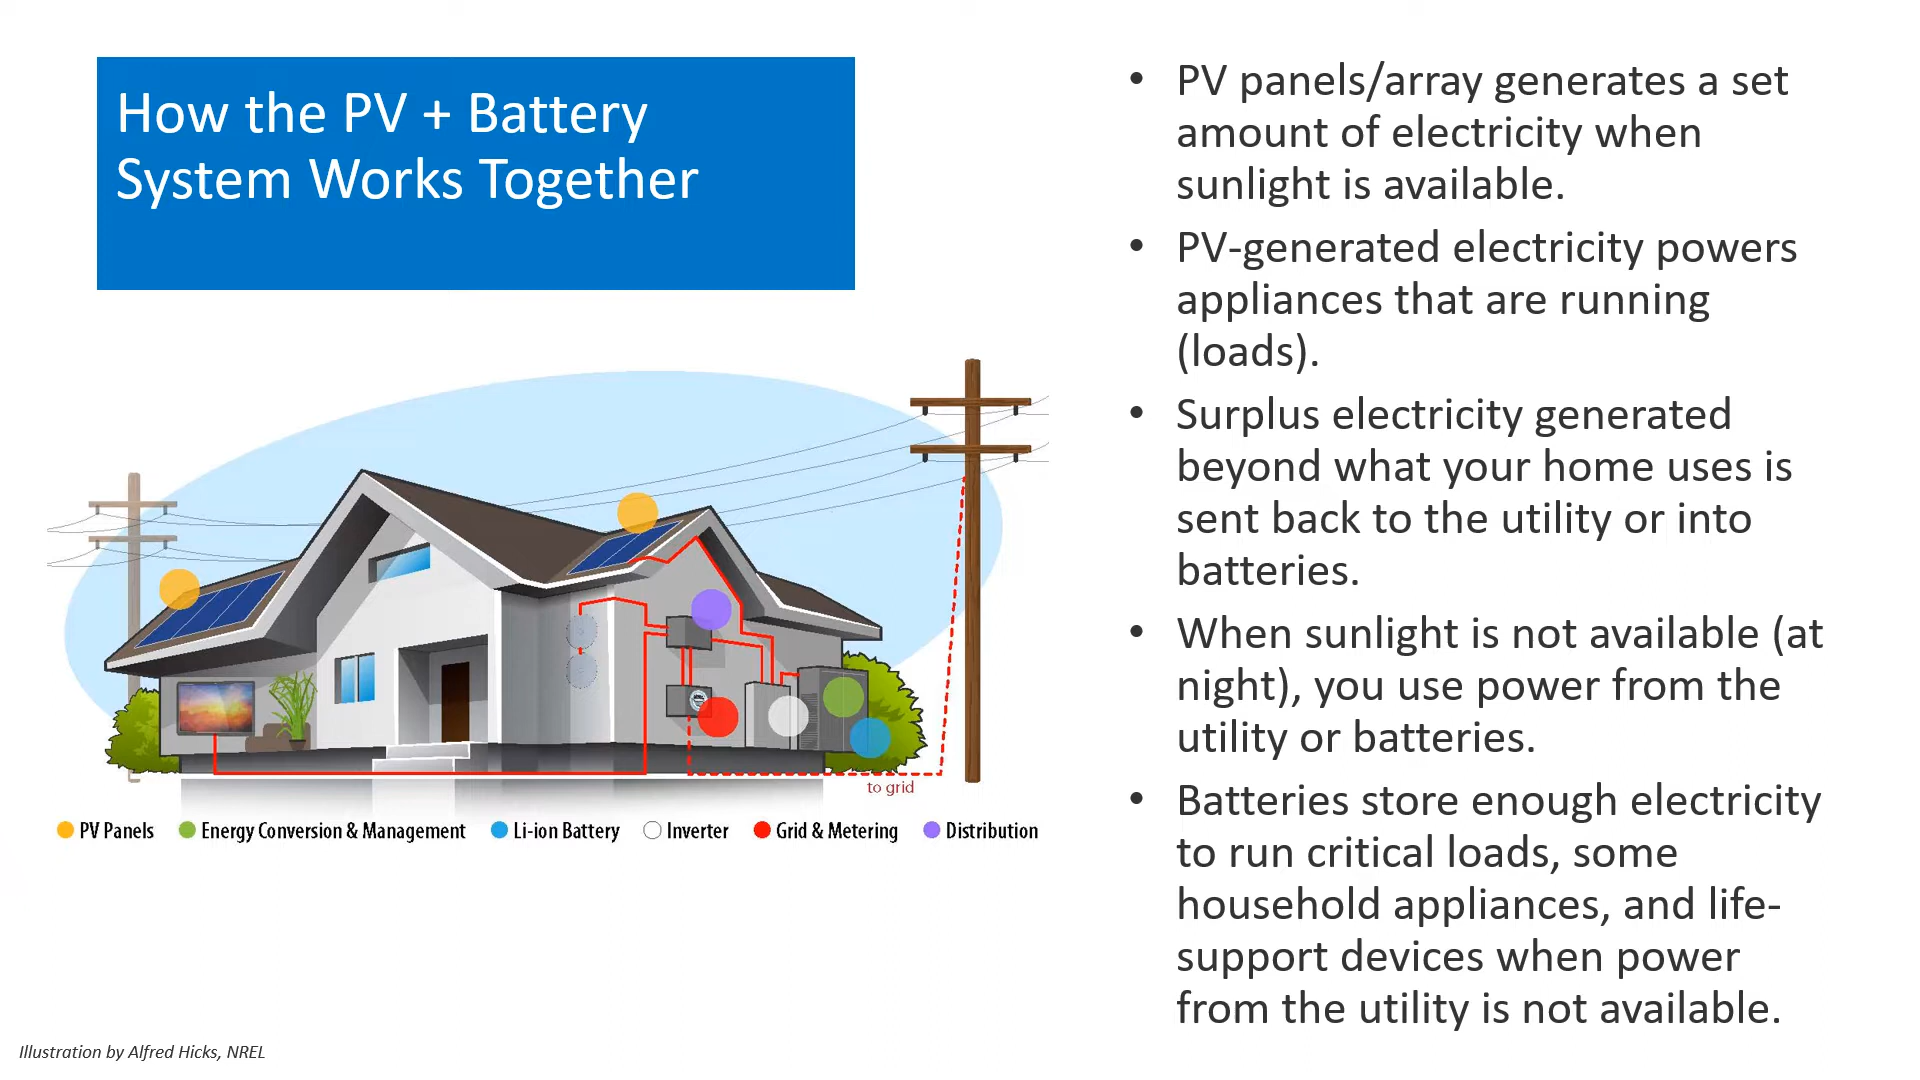 How the PV + Battery
System Works Together
• PV panels/array generates a set
amount of electricity when
sunlight is available.
• PV-generated electricity powers
appliances that are running
(loads).
• Surplus electricity generated
beyond what your home uses is
sent back to the utility or into
batteries.
• When sunlight is not available (at
night), you use power from the
utility or batteries.
• Batteries store enough electricity
to run critical loads, some
household appliances, and life-
support devices when power
from the utility is not available.
to grid
PV Panels Energy Conversion & Management Li-ion Battery Inverter Grid & Metering Distribution
Illustration by Alfred Hicks, NREL